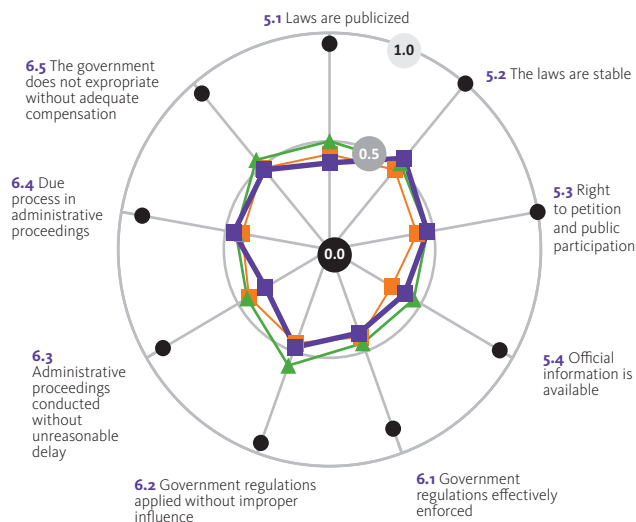 5.1 Laws are publicized
1.0
5.2 The laws are stable
6.5 The government
does not expropriate
without adequate
compensation
0.5
6.4 Due
process in
administrative
proceedings
5.3 Right
to petition
and public
participation
0.0
6.3
Administrative
proceedings
conducted
without
unreasonable
delay
5.4 Official
information is
available
6.2 Government regulations
applied without improper
influence
6.1 Government
regulations effectively
enforced